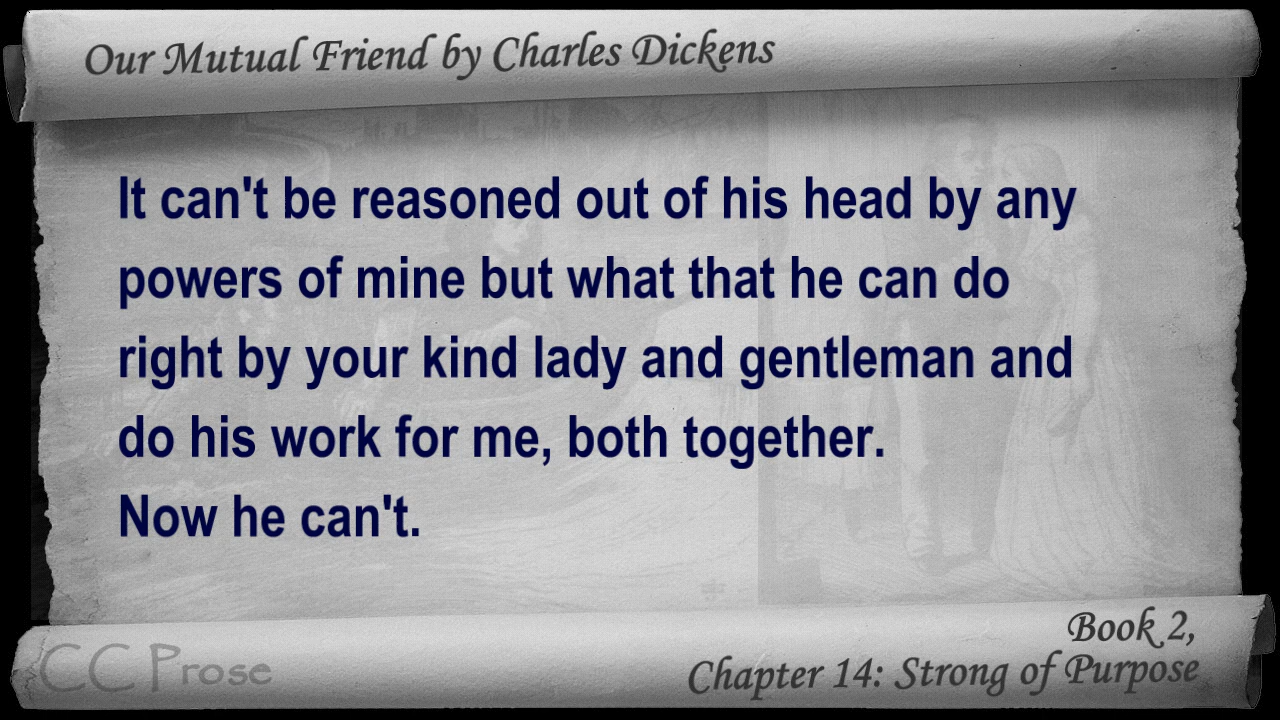 Our Mutual Friend by Charles Dickens
It can't be reasoned out of his head by any
powers of mine but what that he can do
right by your kind lady and gentleman and
do his work for me, both together.
Now he can't.
CC Prose
Book 2,
Chapter 14: Strong of Purpose